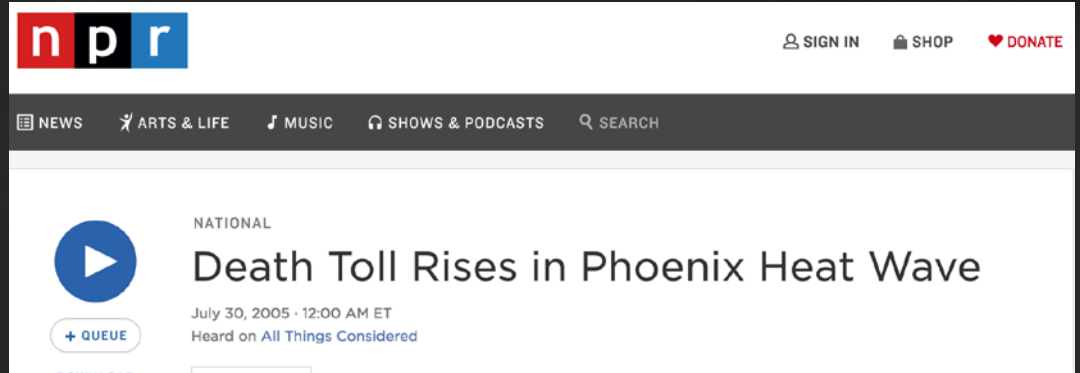 npr
SIGN IN SHOP DONATE
NEWS ARTS & LIFE MUSIC SHOWS & PODCASTS SEARCH
NATIONAL
Death Toll Rises in Phoenix Heat Wave
July 30, 2005 · 12:00 AM ET
Heard on All Things Considered
+ QUEUE